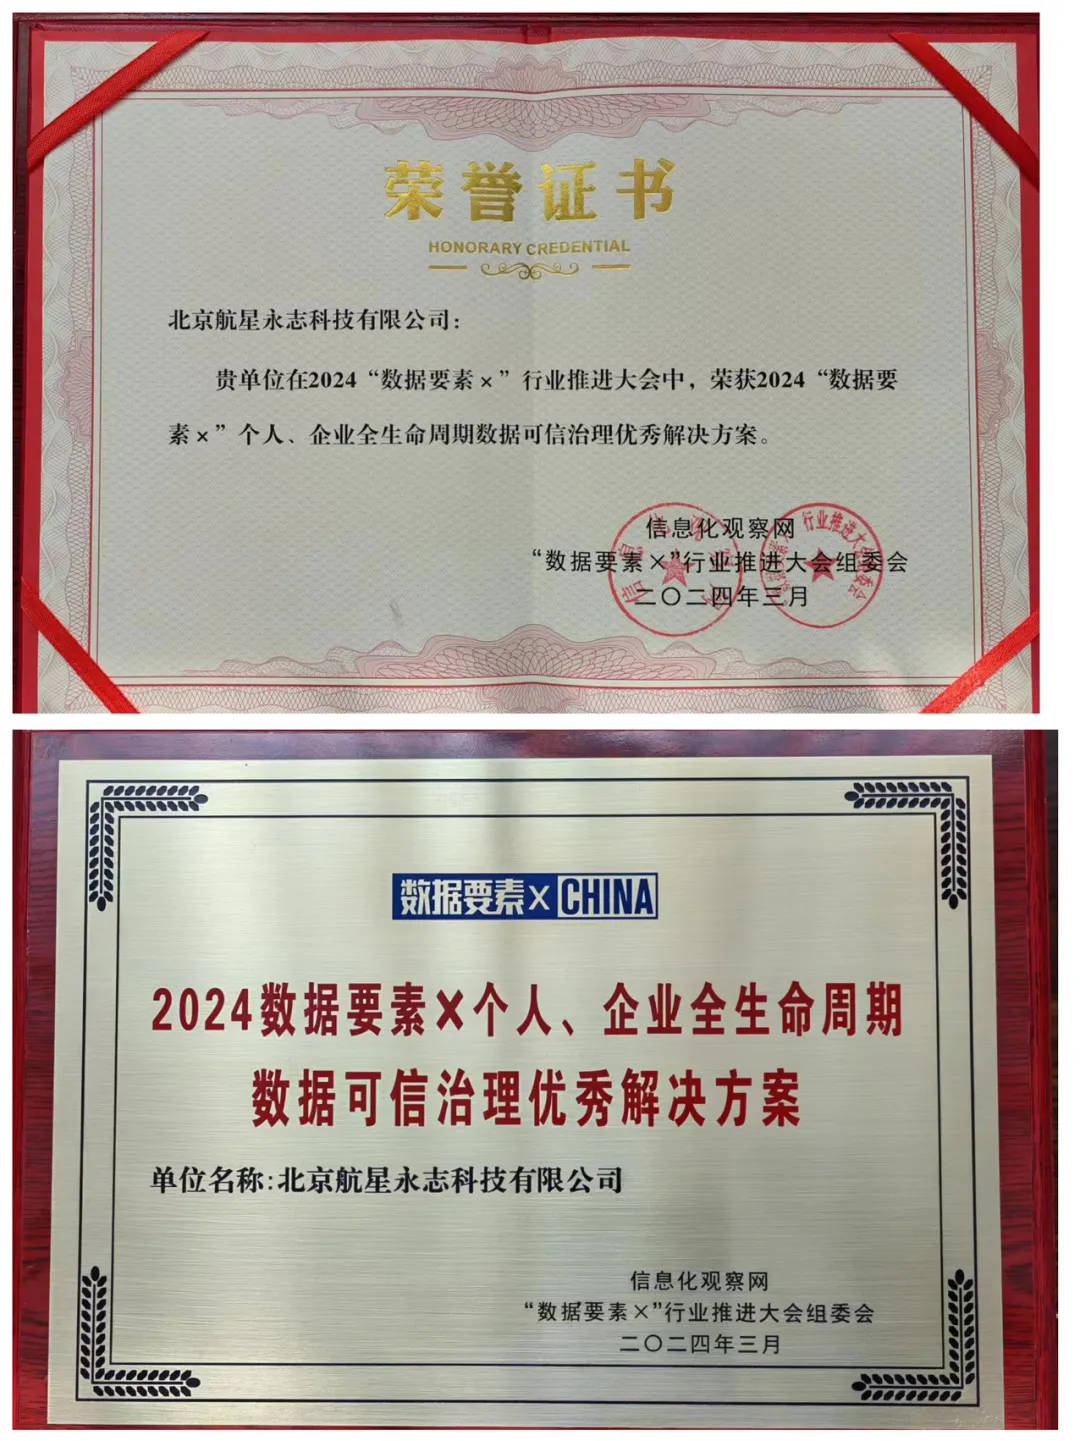 荣誉证书
HONORARY CREDENTIAL
北京航星永志科技有限公司：
贵单位在2024“数据要素×”行业推进大会中，荣获2024“数据要
素×”个人、企业全生命周期数据可信治理优秀解决方案。
信息化观察网
“数据要素×”行业推进大会组委会
二〇二四年三月
数据要素×CHINA
2024数据要素×个人、企业全生命周期
数据可信治理优秀解决方案
单位名称:北京航星永志科技有限公司
信息化观察网
“数据要素×”行业推进大会组委会
二〇二四年三月